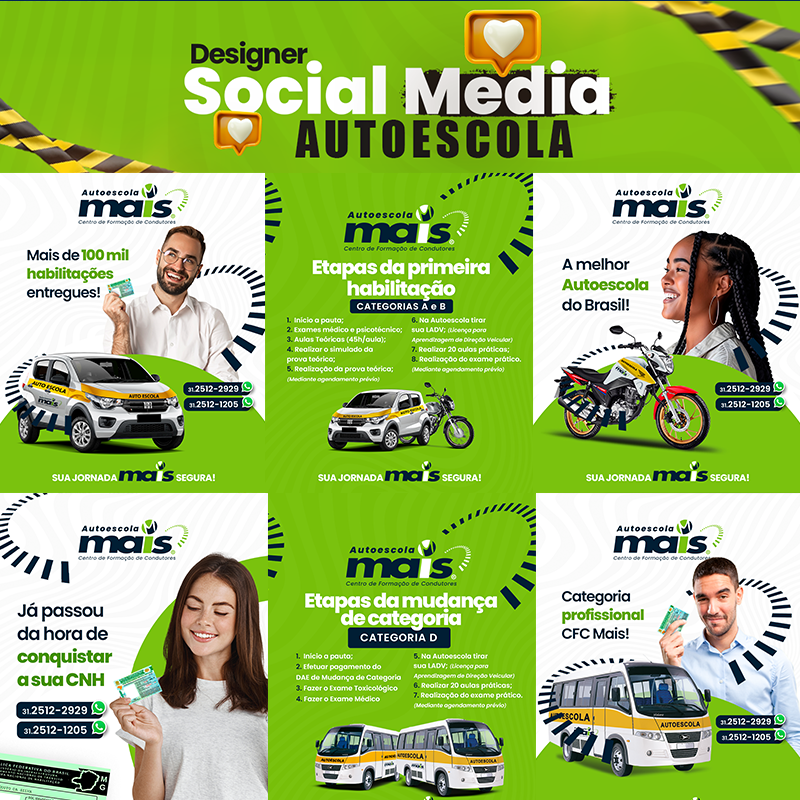 Designer
Social Media
AUTOESCOLA
Autoescola
mais
Centro de Formação de Condutores
Mais de 100 mil
habilitações
entregues!
AUTO ESCOLA
AUTO ESCOLA
mais
31.2512-2929
31.2512-1205
SUA JORNADA mais SEGURA!
Autoescola
mais
Centro de Formação de Condutores
Etapas da primeira
habilitação
CATEGORIAS A e B
1. Início a pauta;
2. Exames médico e psicotécnico;
3. Aulas Teóricas (45h/aula);
4. Realizar o simulado da
prova teórica;
5. Realização da prova teórica;
(Mediante agendamento prévio)
6. Na Autoescola tirar
sua LADV; (Licença para
Aprendizagem de Direção Veicular)
7. Realizar 20 aulas práticas;
8. Realização do exame prático.
(Mediante agendamento prévio)
SUA JORNADA mais SEGURA!
Autoescola
mais
Centro de Formação de Condutores
A melhor
Autoescola
do Brasil!
31.2512-2929
31.2512-1205
SUA JORNADA mais SEGURA!
Autoescola
mais
Centro de Formação de Condutores
Já passou
da hora de
conquistar
a sua CNH
31.2512-2929
31.2512-1205
Autoescola
mais
Centro de Formação de Condutores
Etapas da mudança
de categoria
CATEGORIA D
1. Início a pauta;
2. Efetuar pagamento do
DAE de Mudança de Categoria
3. Fazer o Exame Toxicológico
4. Fazer o Exame Médico
5. Na Autoescola tirar
sua LADV; (Licença para
Aprendizagem de Direção Veicular)
6. Realizar 20 aulas práticas;
7. Realização do exame prático.
(Mediante agendamento prévio)
AUTOESCOLA
AUTOESCOLA
Autoescola
mais
Centro de Formação de Condutores
Categoria
profissional
CFC Mais!
AUTOESCOLA
AUTOESCOLA
31.2512-2929
31.2512-1205